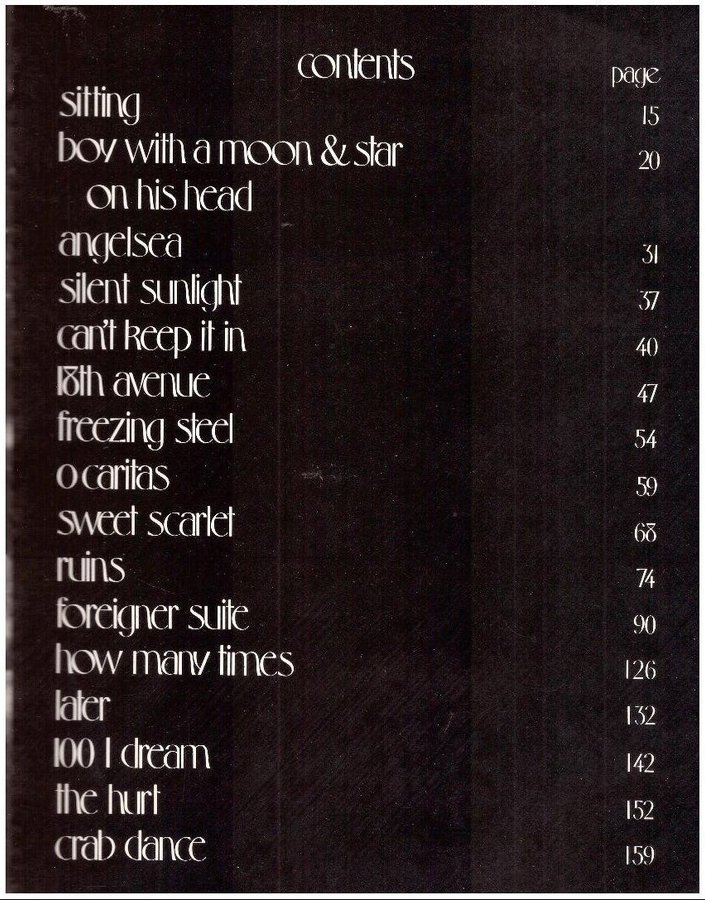 contents
page
sitting 15
boy with a moon & star 20
on his head
angelsea 31
silent sunlight 37
can't keep it in 40
18th avenue 47
freezing steel 54
o caritas 59
sweet scarlet 68
ruins 74
foreigner suite 90
how many times 126
later 132
100 I dream 142
the hurt 152
crab dance 159